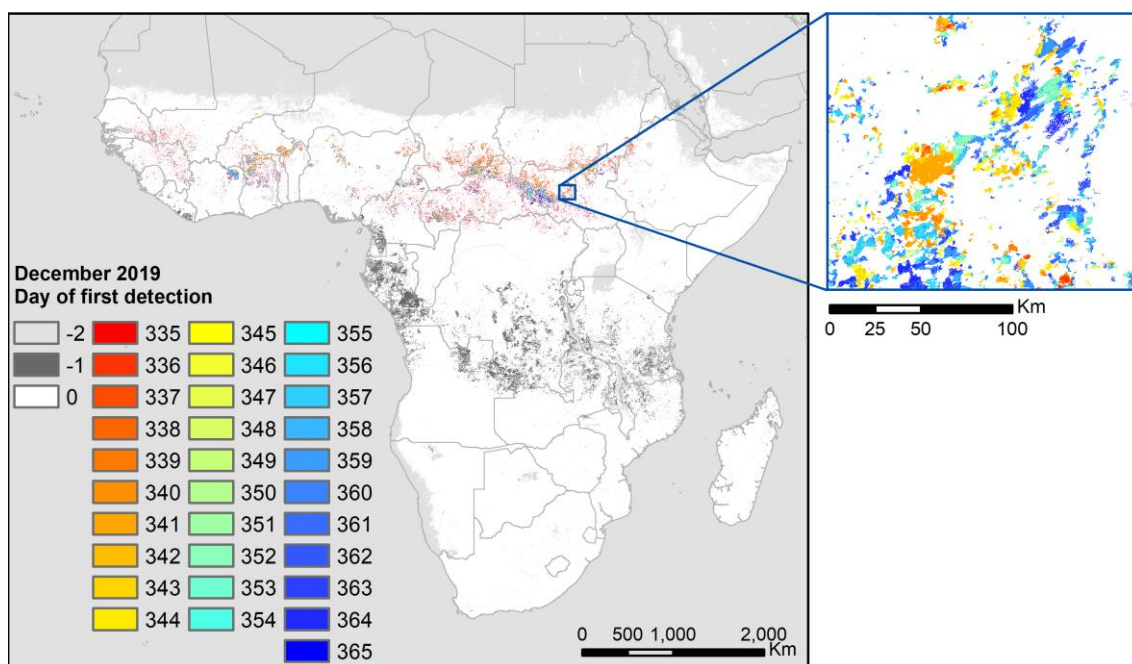 December 2019
Day of first detection
-2 335 345 355
-1 336 346 356
0 337 347 357
338 348 358
339 349 359
340 350 360
341 351 361
342 352 362
343 353 363
344 354 364
365
0 500 1,000 2,000
Km
Km
0 25 50 100